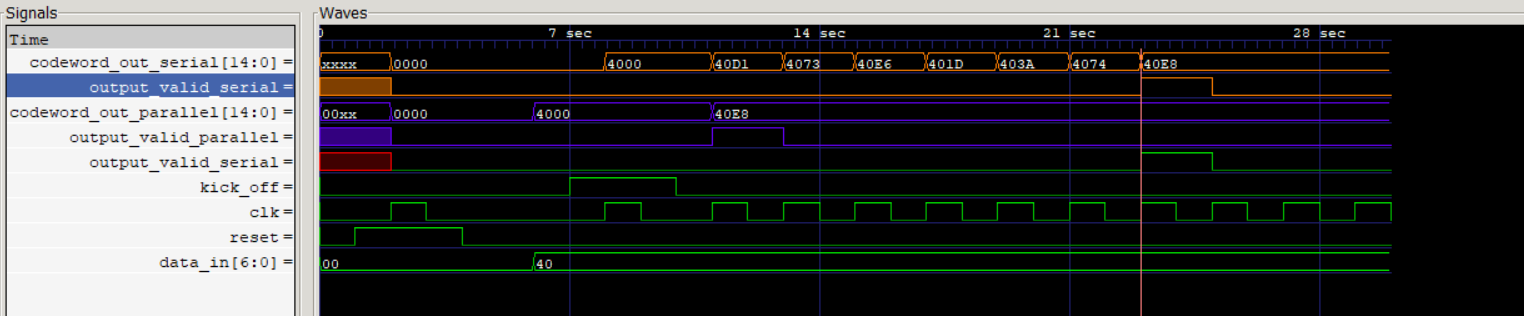 Signals
Waves
Time
0 7 sec 14 sec 21 sec 28 sec
codeword_out_serial[14:0] = xxxx 0000 4000 40D1 4073 40E6 401D 403A 4074 40E8
output_valid_serial =
codeword_out_parallel[14:0] = 00xx 0000 4000 40E8
output_valid_parallel =
output_valid_serial =
kick_off =
clk =
reset =
data_in[6:0] = 00 40